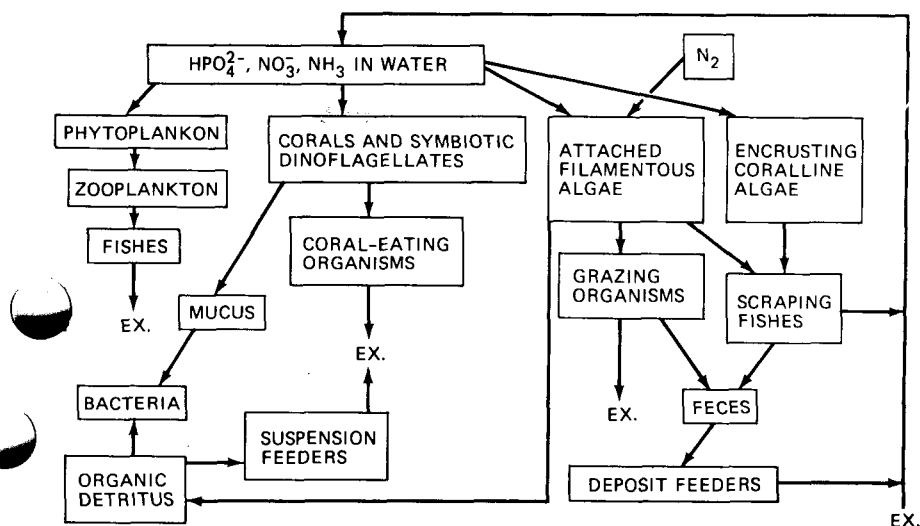 HPO₄²⁻, NO₃⁻, NH₃ IN WATER
N₂
PHYTOPLANKON
CORALS AND SYMBIOTIC
DINOFLAGELLATES
ATTACHED
FILAMENTOUS
ALGAE
ENCRUSTING
CORALLINE
ALGAE
ZOOPLANKTON
FISHES
CORAL-EATING
ORGANISMS
GRAZING
ORGANISMS
SCRAPING
FISHES
MUCUS
EX.
EX.
BACTERIA
EX.
FECES
SUSPENSION
FEEDERS
ORGANIC
DETRITUS
DEPOSIT FEEDERS
EX.